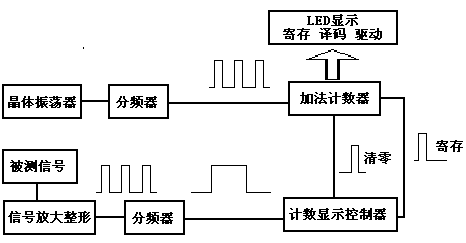 LED显示
寄存 译码 驱动
晶体振荡器
分频器
加法计数器
清零
寄存
被测信号
信号放大整形
分频器
计数显示控制器